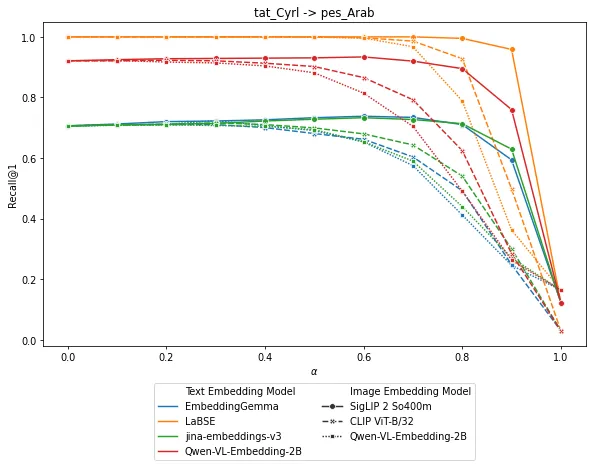 tat_Cyrl -> pes_Arab
Recall@1
1.0
0.8
0.6
0.4
0.2
0.0
0.0 0.2 0.4 0.6 0.8 1.0
α
Text Embedding Model
EmbeddingGemma
LaBSE
jina-embeddings-v3
Qwen-VL-Embedding-2B
Image Embedding Model
SigLIP 2 So400m
CLIP ViT-B/32
Qwen-VL-Embedding-2B